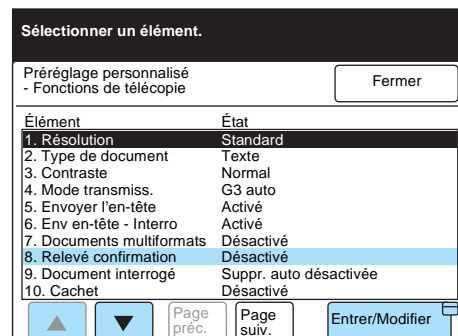 Sélectionner un élément.
Préréglage personnalisé
- Fonctions de télécopie
Fermer
Élément État
1. Résolution Standard
2. Type de document Texte
3. Contraste Normal
4. Mode transmiss. G3 auto
5. Envoyer l'en-tête Activé
6. Env en-tête - Interro Activé
7. Documents multiformats Désactivé
8. Relevé confirmation Désactivé
9. Document interrogé Suppr. auto désactivée
10. Cachet Désactivé
Page
préc.
Page
suiv.
Entrer/Modifier